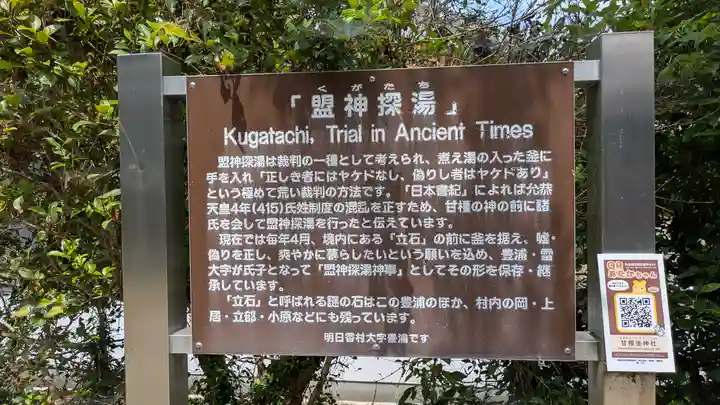 くがたち
「盟神探湯」
Kugatachi, Trial in Ancient Times
盟神探湯は裁判の一種として考えられ、煮え湯の入った釜に
手を入れ「正しき者にはヤケドなし、偽りし者はヤケドあり」
という極めて荒い裁判の方法です。「日本書紀」によれば允恭
天皇4年(415)氏姓制度の混乱を正すため、甘橿の神の前に諸
氏を会して盟神探湯を行ったと伝えています。
現在では毎年4月、境内にある「立石」の前に釜を据え、嘘・
偽りを正し、爽やかに暮らしたいという願いを込め、豊浦・雷
大字が氏子となって「盟神探湯神事」としてその形を保存・継
承しています。
「立石」と呼ばれる謎の石はこの豊浦のほか、村内の岡・上
居・立部・小原などにも残っています。
明日香村大字豊浦です
QR
おたかちゃん
甘樫坐神社